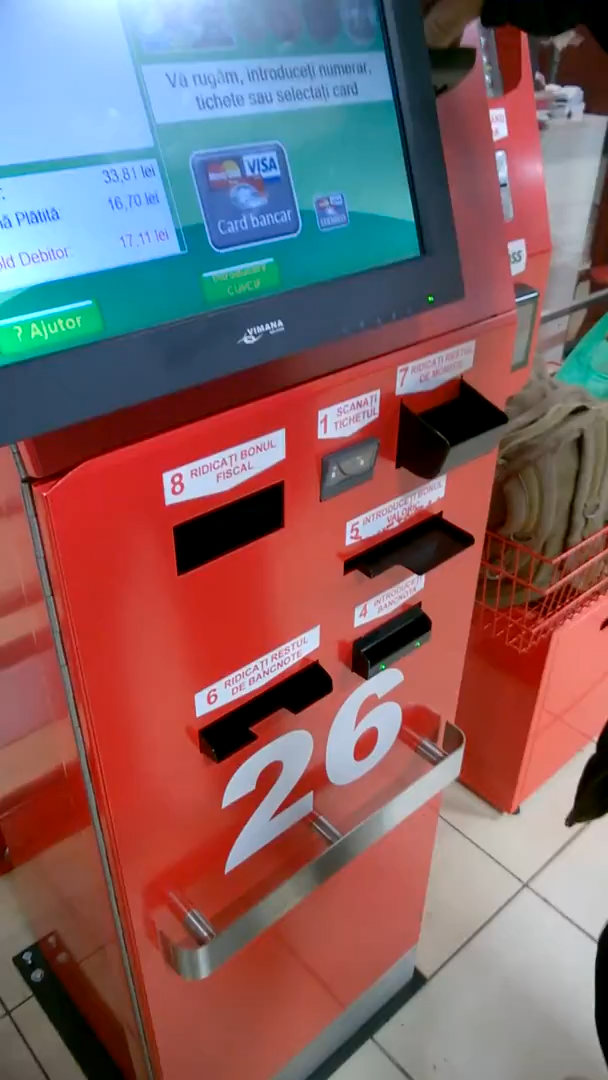 Vă rugăm, introduceți numerar,
tichete sau selectați card
33,81 lei
ă Plătită: 16,70 lei
old Debitor: 17,11 lei
VISA
Card bancar
? Ajutor
VIMANA
7 RIDICAȚI RESTUL
DE MONEDE
1 SCANAȚI
TICHETUL
8 RIDICAȚI BONUL
FISCAL
5 INTRODUCEȚI BONUL
VALORIC
4 INTRODUCEȚI
BANCNOTA
6 RIDICAȚI RESTUL
DE BANCNOTE
26